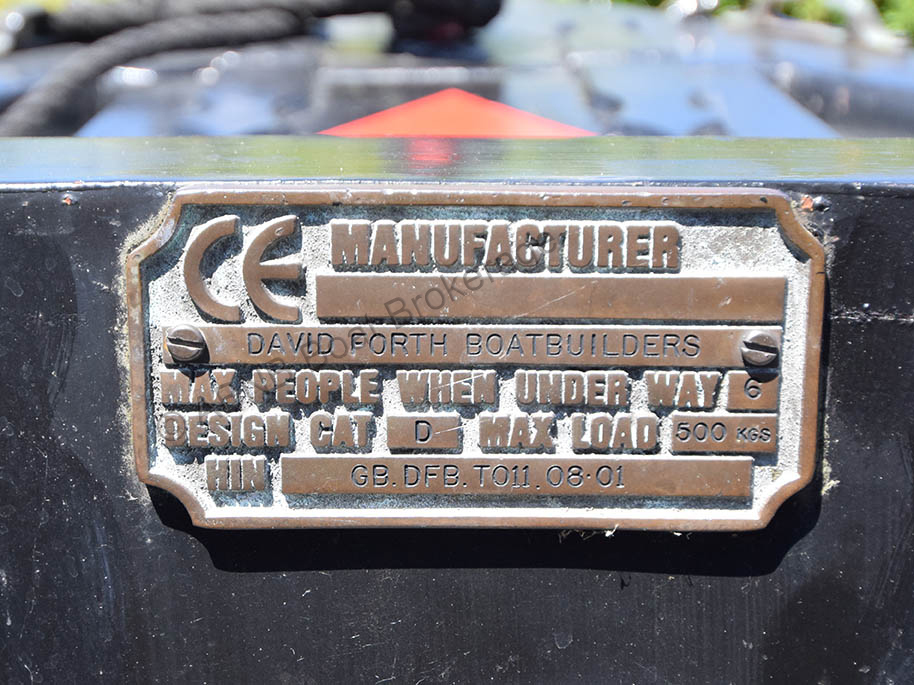 CE MANUFACTURER
DAVID FORTH BOATBUILDERS
MAX PEOPLE WHEN UNDER WAY 6
DESIGN CAT D MAX LOAD 500 KGS
HIN GB.DFB.T011.08·01